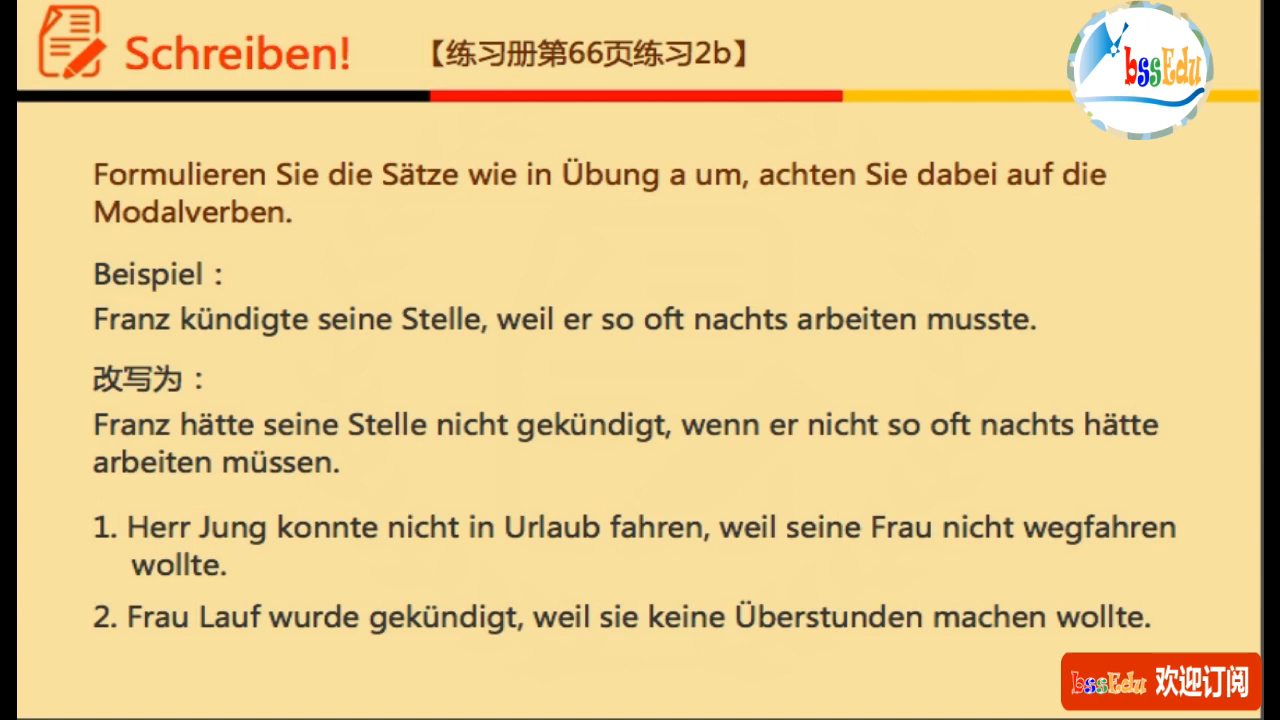 Schreiben!
【练习册第66页练习2b】
bssEdu
Formulieren Sie die Sätze wie in Übung a um, achten Sie dabei auf die
Modalverben.
Beispiel：
Franz kündigte seine Stelle, weil er so oft nachts arbeiten musste.
改写为：
Franz hätte seine Stelle nicht gekündigt, wenn er nicht so oft nachts hätte
arbeiten müssen.
1. Herr Jung konnte nicht in Urlaub fahren, weil seine Frau nicht wegfahren
wollte.
2. Frau Lauf wurde gekündigt, weil sie keine Überstunden machen wollte.
bssEdu 欢迎订阅